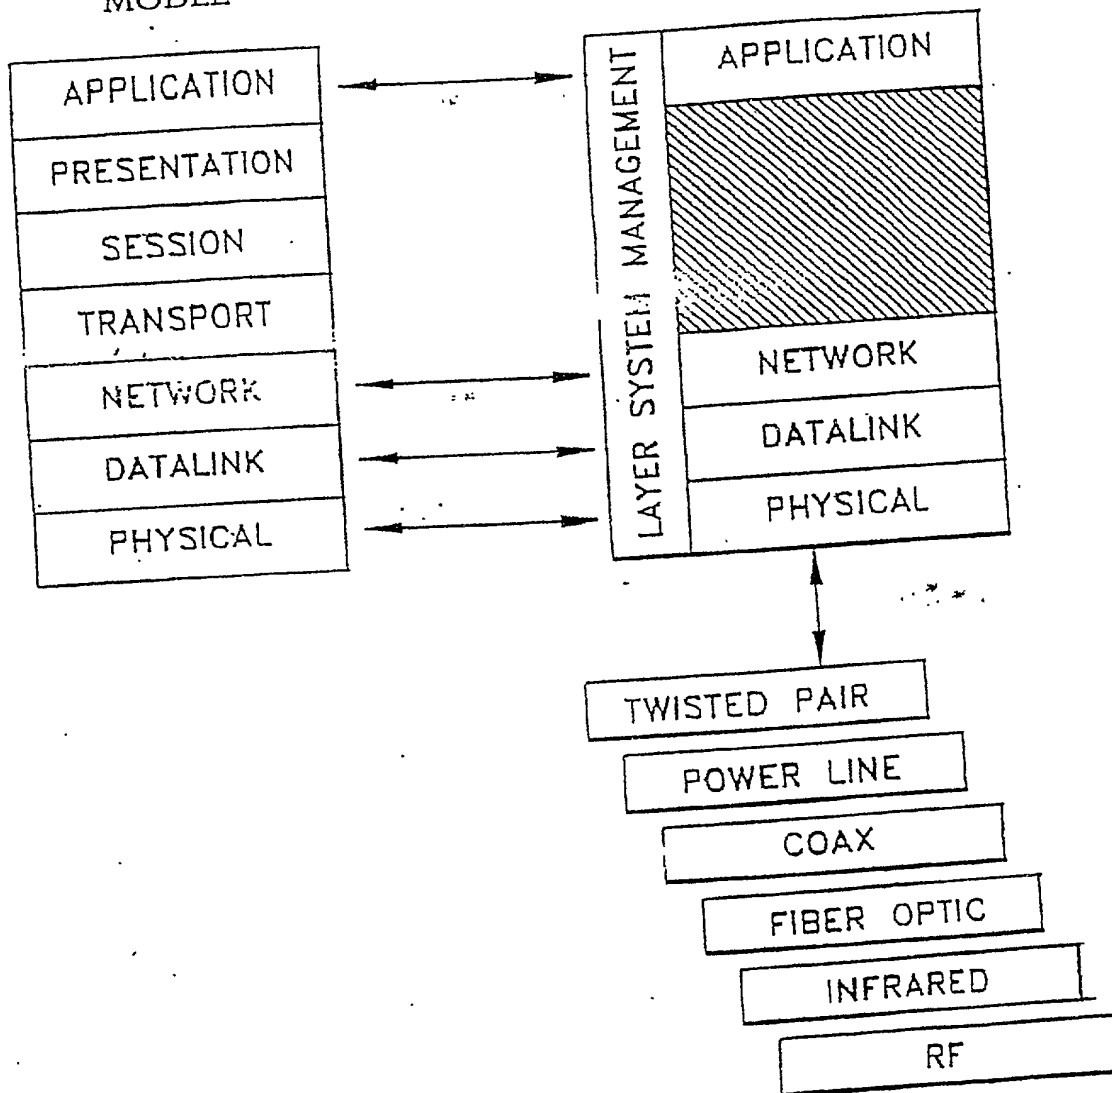 MODEL
APPLICATION
PRESENTATION
SESSION
TRANSPORT
NETWORK
DATALINK
PHYSICAL
LAYER SYSTEM MANAGEMENT
APPLICATION
NETWORK
DATALINK
PHYSICAL
TWISTED PAIR
POWER LINE
COAX
FIBER OPTIC
INFRARED
RF